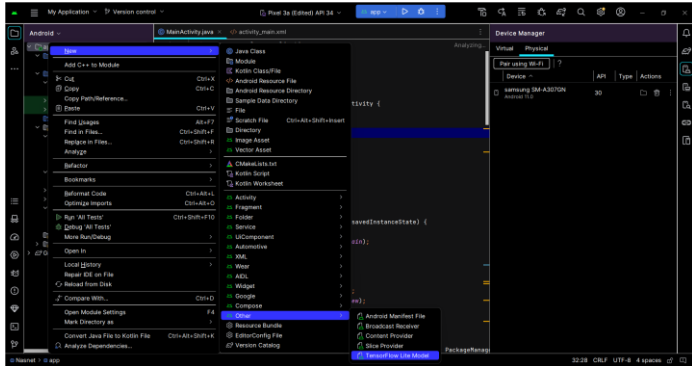 My Application
Version control
Pixel 3a (Edited) API 34
app
Android
MainActivity.java
activity_main.xml
Analyzing...
Device Manager
Virtual Physical
Pair using Wi-Fi ?
Device API Type Actions
samsung SM-A307GN 30
Android 11.0
New
Add C++ to Module
Cut Ctrl+X
Copy Ctrl+C
Copy Path/Reference...
Paste Ctrl+V
Find Usages Alt+F7
Find in Files... Ctrl+Shift+F
Replace in Files... Ctrl+Shift+R
Analyze
Refactor
Bookmarks
Reformat Code Ctrl+Alt+L
Optimize Imports Ctrl+Alt+O
Run 'All Tests' Ctrl+Shift+F10
Debug 'All Tests'
More Run/Debug
Open In
Local History
Repair IDE on File
Reload from Disk
Compare With... Ctrl+D
Open Module Settings F4
Mark Directory as
Convert Java File to Kotlin File Ctrl+Alt+Shift+K
Analyze Dependencies...
Java Class
Module
Kotlin Class/File
Android Resource File
Android Resource Directory
Sample Data Directory
File
Scratch File Ctrl+Alt+Shift+Insert
Directory
Image Asset
Vector Asset
CMakeLists.txt
Kotlin Script
Kotlin Worksheet
Activity
Fragment
Folder
Service
UiComponent
Automotive
XML
Wear
AIDL
Widget
Google
Compose
Other
Resource Bundle
EditorConfig File
Version Catalog
Android Manifest File
Broadcast Receiver
Content Provider
Slice Provider
TensorFlow Lite Model
tivity {
savedInstanceState) {
ain);
;
ew);
PackageManag
Nasnet > app
32:28 CRLF UTF-8 4 spaces